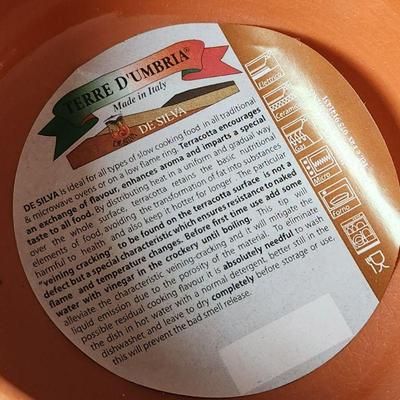 TERRE D'UMBRIA®
Made in Italy
DE SILVA
DE SILVA is ideal for all types of slow cooking food in all traditional
& microwave ovens or on a low flame ring. Terracotta encourages
an exchange of flavour, enhances aroma and imparts a special
taste to all food. By distributing heat in a uniform and gradual way
over the whole surface, terracotta retains the basic nutritional
elements of food, avoiding the transformation of fat into substances
harmful to health and also keep it hotter for longer. The particular
"veining cracking" to be found on the terracotta surface is not a
defect but a special characteristic which ensures resistance to naked
flame and temperature changes. Before fast time use add some
water with vinegar in the crockery until boiling. This tip will
alleviate the characteristic veining-cracking and it will mitigate the
liquid emission due to the porosity of the material. To eliminate
possible residual cooking flavour it is absolutely needful to wash
the dish in hot water with a normal detergent, better still in the
dishwasher and leave to dry completely before storage or use.
this will prevent the bad smell release.
Elettrico
Ceramica
Gas
Micro
Forno